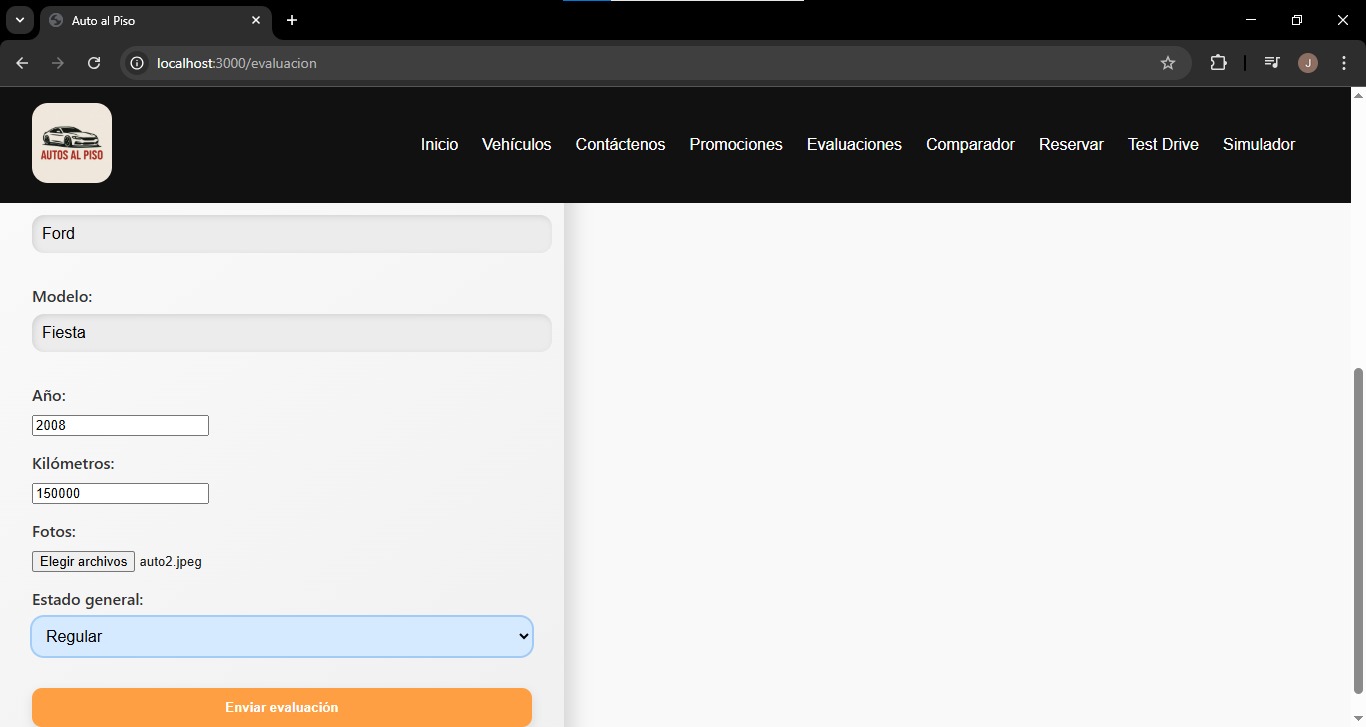 Auto al Piso
localhost:3000/evaluacion
J
AUTOS AL PISO
Inicio Vehículos Contáctenos Promociones Evaluaciones Comparador Reservar Test Drive Simulador
Ford
Modelo:
Fiesta
Año:
2008
Kilómetros:
150000
Fotos:
Elegir archivos auto2.jpeg
Estado general:
Regular
Enviar evaluación